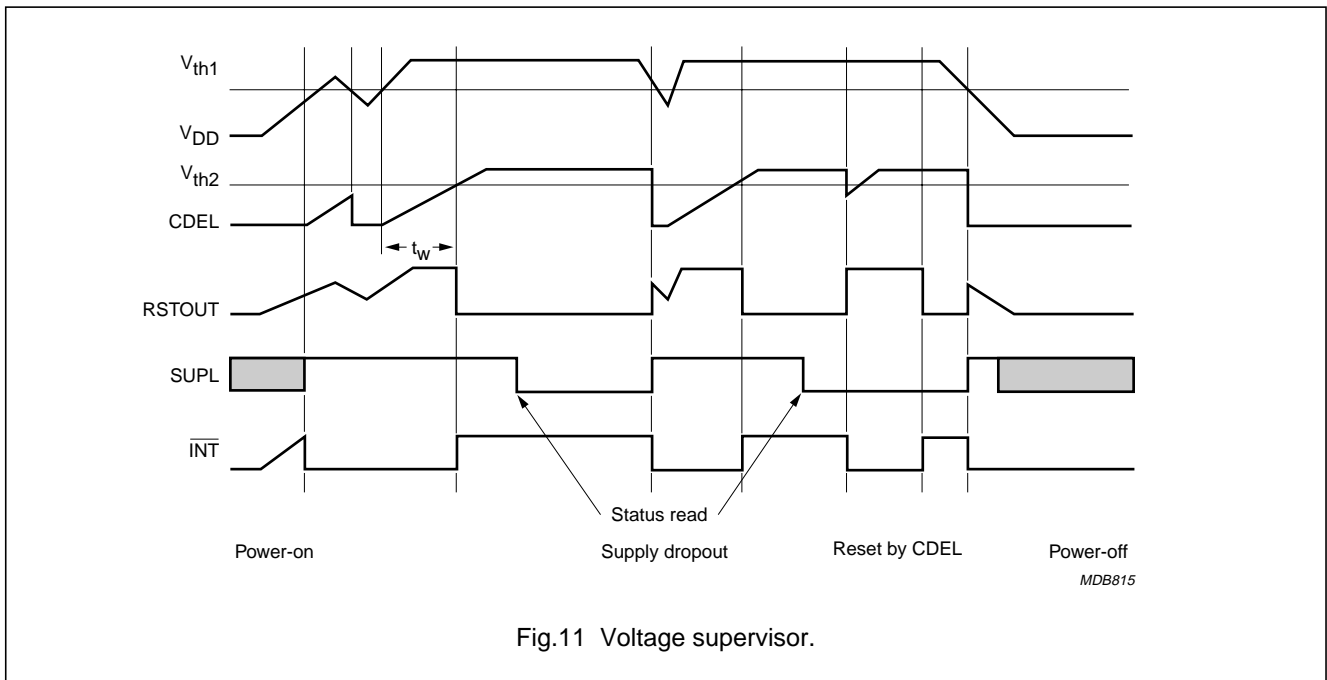 Vth1
VDD
Vth2
CDEL
tW
RSTOUT
SUPL
INT
Status read
Power-on
Supply dropout
Reset by CDEL
Power-off
MDB815
Fig.11 Voltage supervisor.